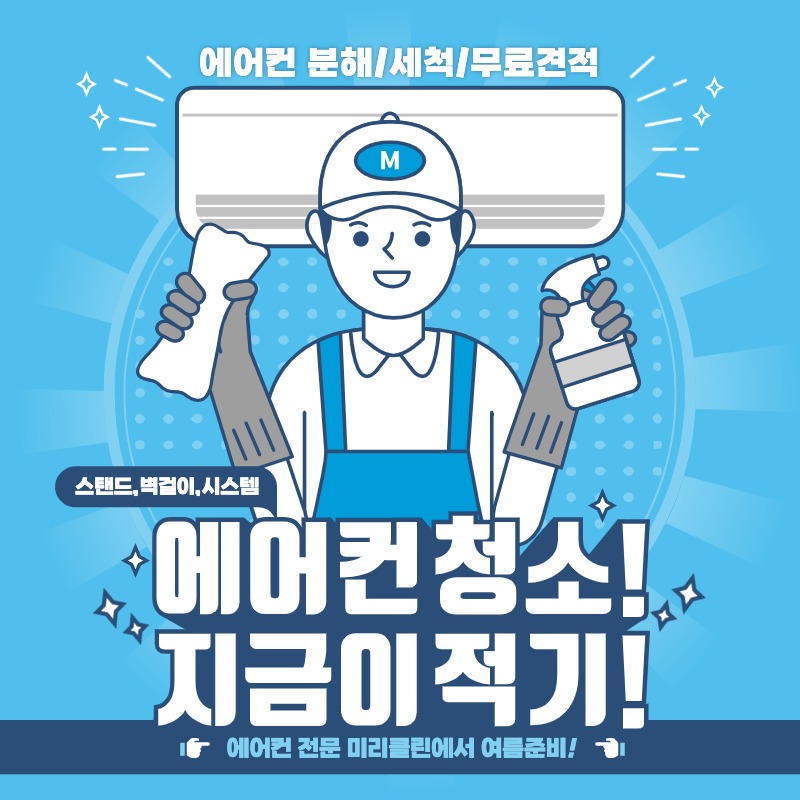 에어컨 분해/세척/무료견적
M
스탠드,벽걸이,시스템
에어컨 청소!
지금이 적기!
에어컨 전문 미리클린에서 여름준비!